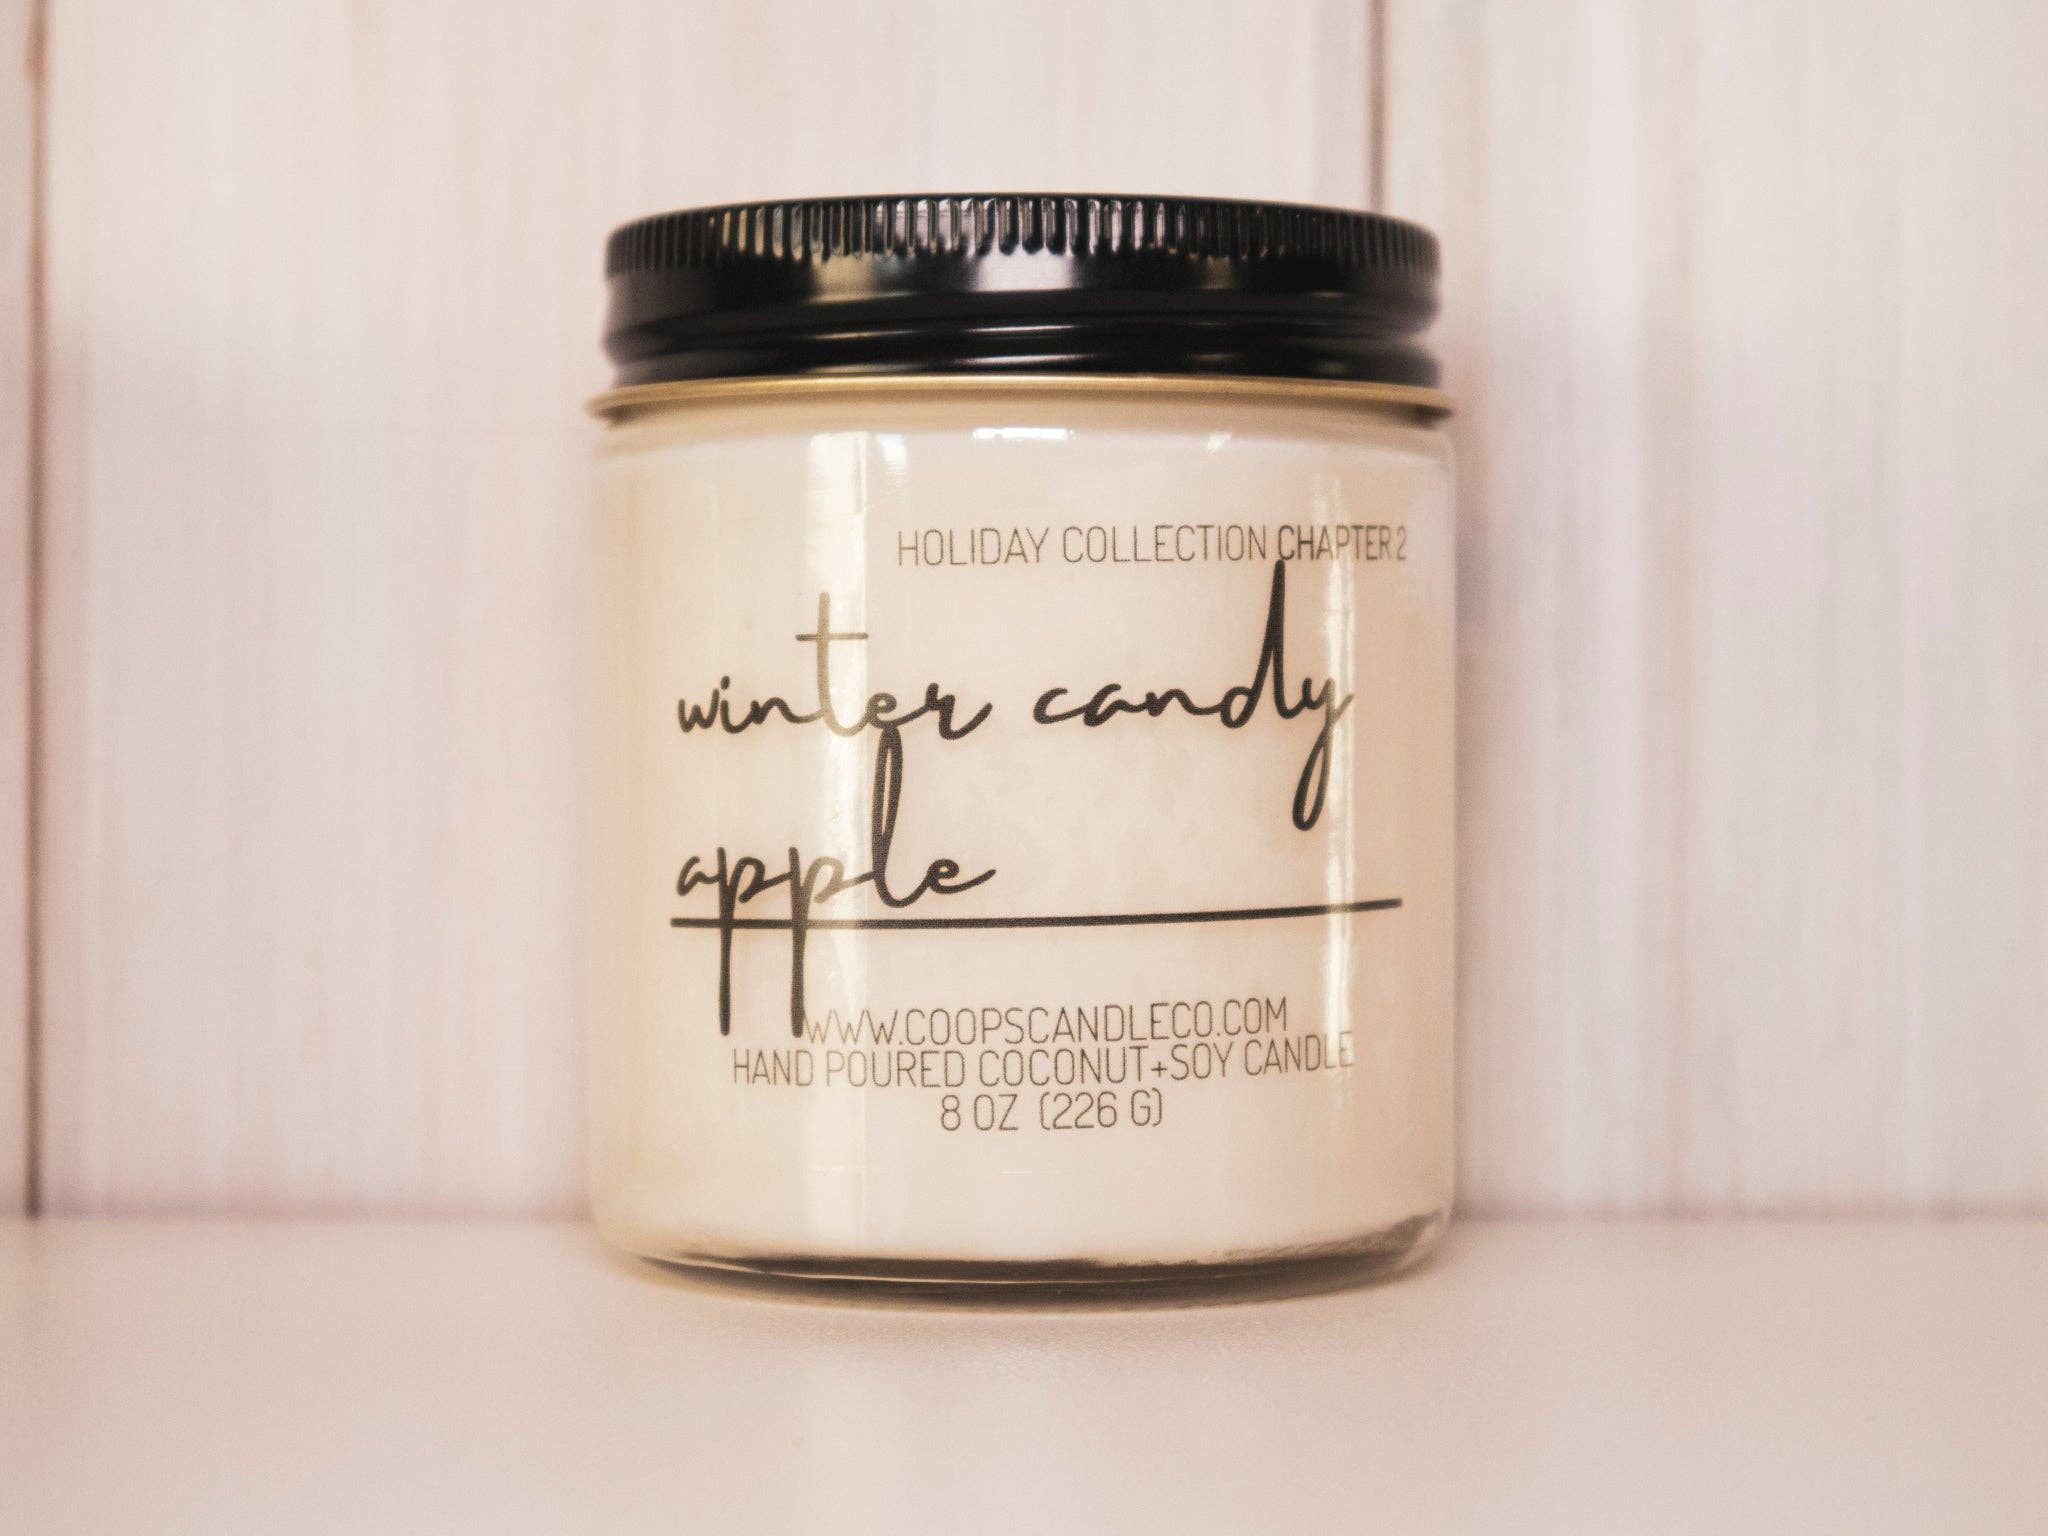 HOLIDAY COLLECTION CHAPTER 2
winter candy
apple
WWW.COOPSCANDLECO.COM
HAND POURED COCONUT+SOY CANDLE
8 OZ (226 G)